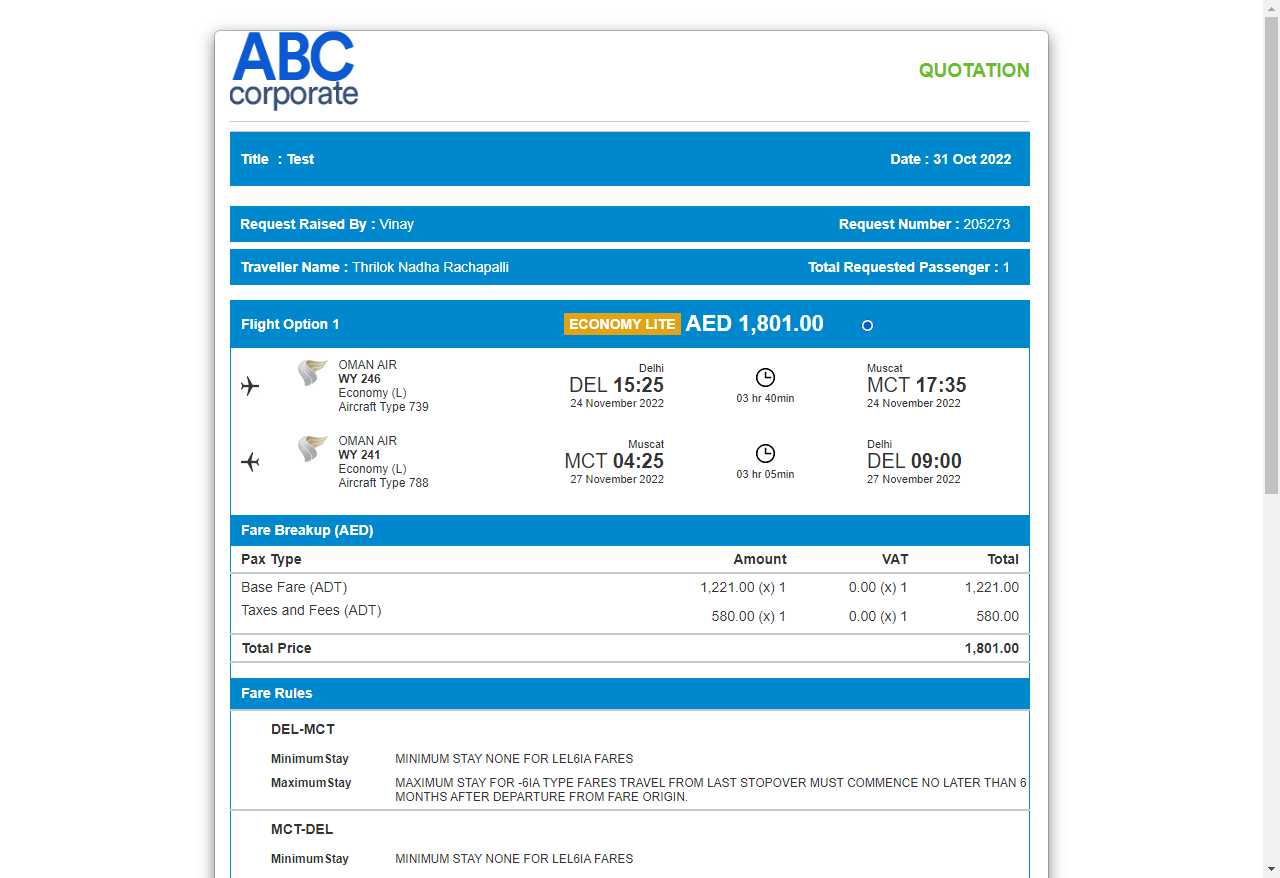 ABC
corporate
QUOTATION
Title : Test Date : 31 Oct 2022
Request Raised By : Vinay Request Number : 205273
Traveller Name : Thrilok Nadha Rachapalli Total Requested Passenger : 1
Flight Option 1 ECONOMY LITE AED 1,801.00
OMAN AIR
WY 246
Economy (L)
Aircraft Type 739
Delhi
DEL 15:25
24 November 2022
03 hr 40min
Muscat
MCT 17:35
24 November 2022
OMAN AIR
WY 241
Economy (L)
Aircraft Type 788
Muscat
MCT 04:25
27 November 2022
03 hr 05min
Delhi
DEL 09:00
27 November 2022
Fare Breakup (AED)
Pax Type Amount VAT Total
Base Fare (ADT) 1,221.00 (x) 1 0.00 (x) 1 1,221.00
Taxes and Fees (ADT) 580.00 (x) 1 0.00 (x) 1 580.00
Total Price 1,801.00
Fare Rules
DEL-MCT
MinimumStay MINIMUM STAY NONE FOR LEL6IA FARES
MaximumStay MAXIMUM STAY FOR -6IA TYPE FARES TRAVEL FROM LAST STOPOVER MUST COMMENCE NO LATER THAN 6
MONTHS AFTER DEPARTURE FROM FARE ORIGIN.
MCT-DEL
MinimumStay MINIMUM STAY NONE FOR LEL6IA FARES